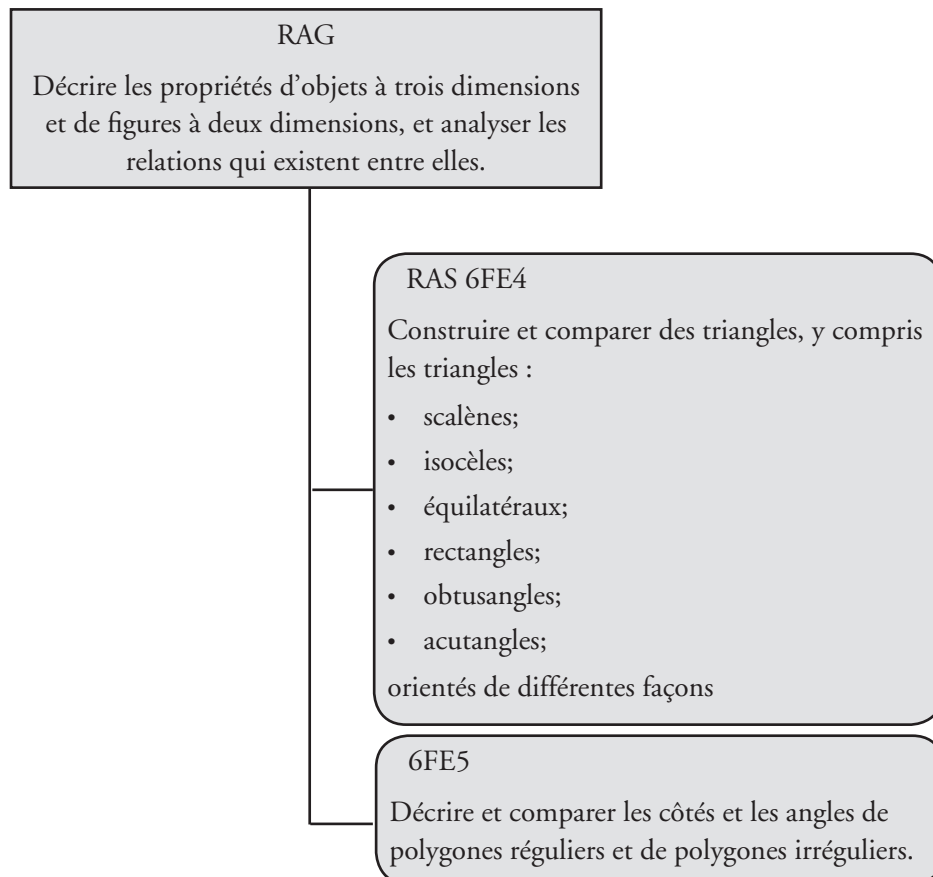 RAG
Décrire les propriétés d’objets à trois dimensions
et de figures à deux dimensions, et analyser les
relations qui existent entre elles.
RAS 6FE4
Construire et comparer des triangles, y compris
les triangles :
• scalènes;
• isocèles;
• équilatéraux;
• rectangles;
• obtusangles;
• acutangles;
orientés de différentes façons
6FE5
Décrire et comparer les côtés et les angles de
polygones réguliers et de polygones irréguliers.